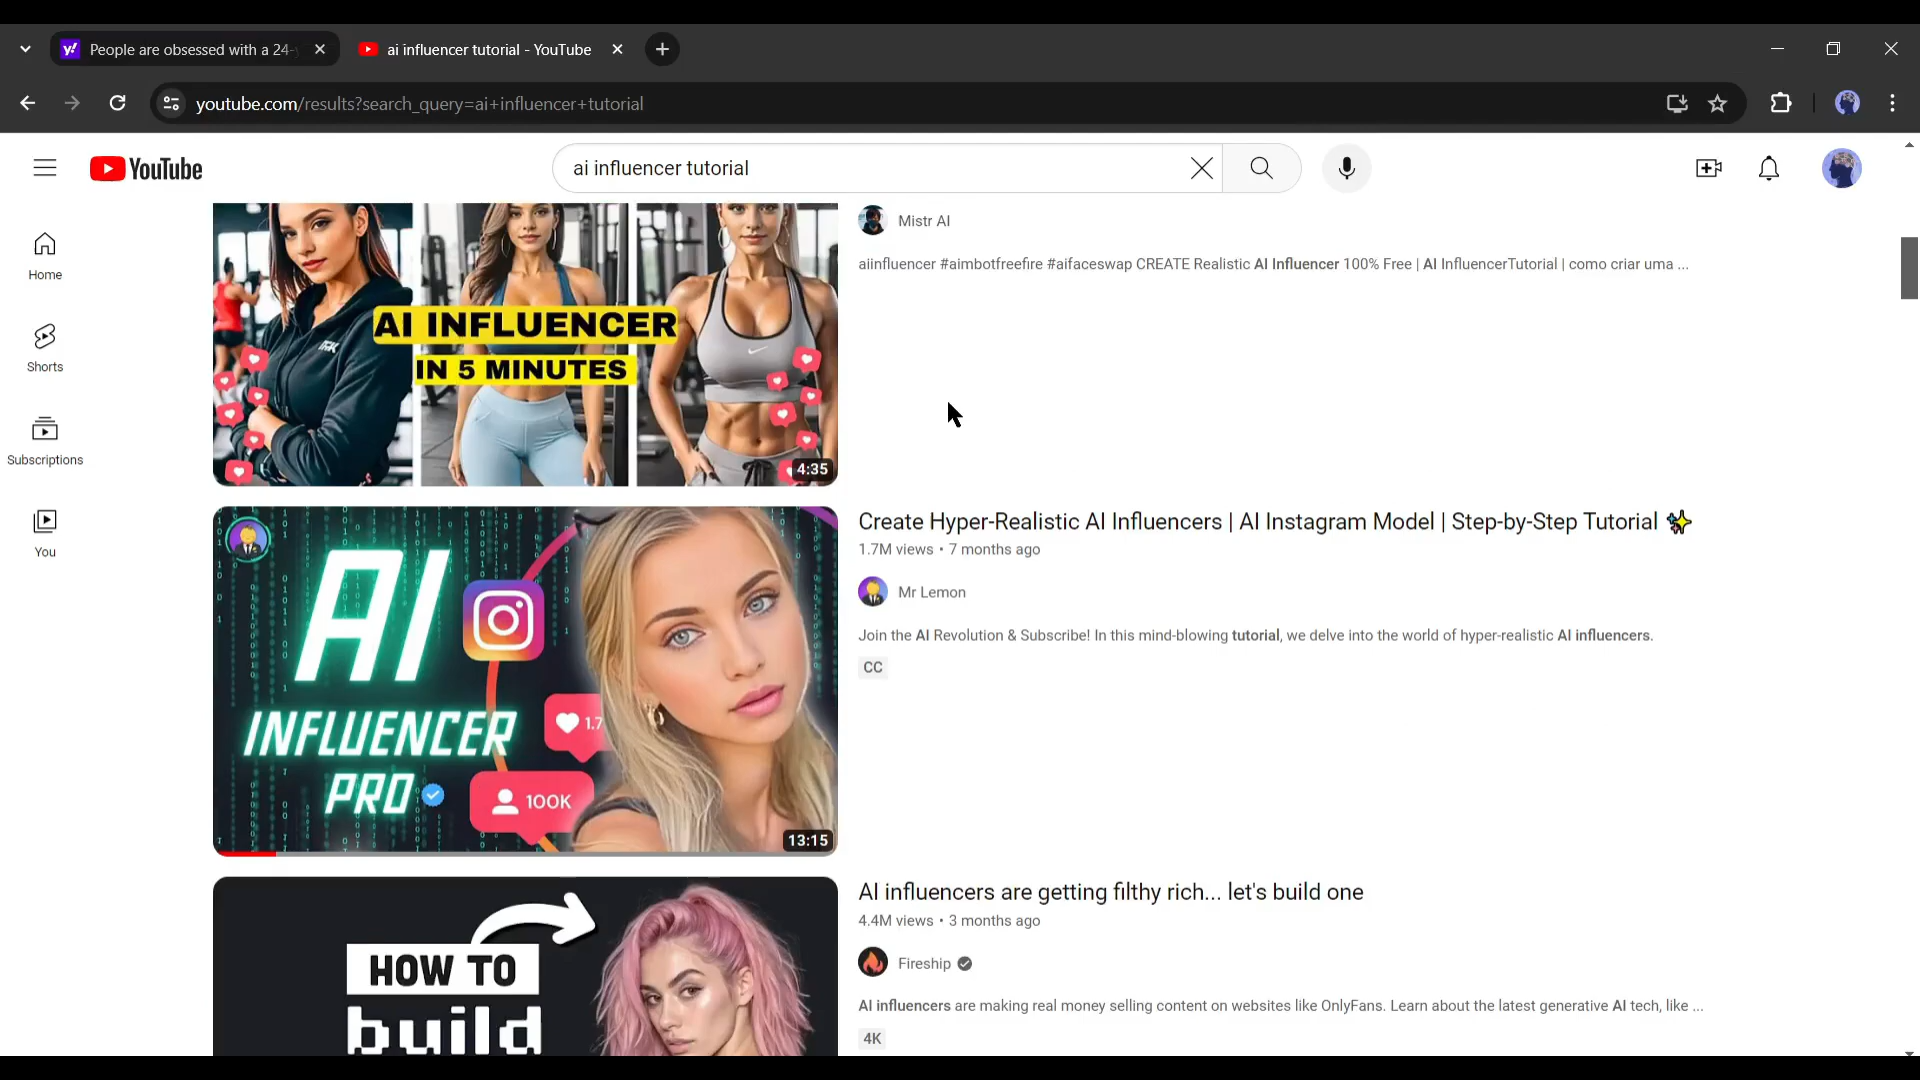 People are obsessed with a 24-
ai influencer tutorial - YouTube
youtube.com/results?search_query=ai+influencer+tutorial
YouTube
ai influencer tutorial
Home
Shorts
Subscriptions
You
AI INFLUENCER
IN 5 MINUTES
4:35
Mistr AI
aiinfluencer #aimbotfreefire #aifaceswap CREATE Realistic AI Influencer 100% Free | AI InfluencerTutorial | como criar uma ...
AI
INFLUENCER
PRO
1.7
100K
13:15
Create Hyper-Realistic AI Influencers | AI Instagram Model | Step-by-Step Tutorial ✨
1.7M views • 7 months ago
Mr Lemon
Join the AI Revolution & Subscribe! In this mind-blowing tutorial, we delve into the world of hyper-realistic AI influencers.
CC
HOW TO
build
AI influencers are getting filthy rich... let's build one
4.4M views • 3 months ago
Fireship
AI influencers are making real money selling content on websites like OnlyFans. Learn about the latest generative AI tech, like ...
4K